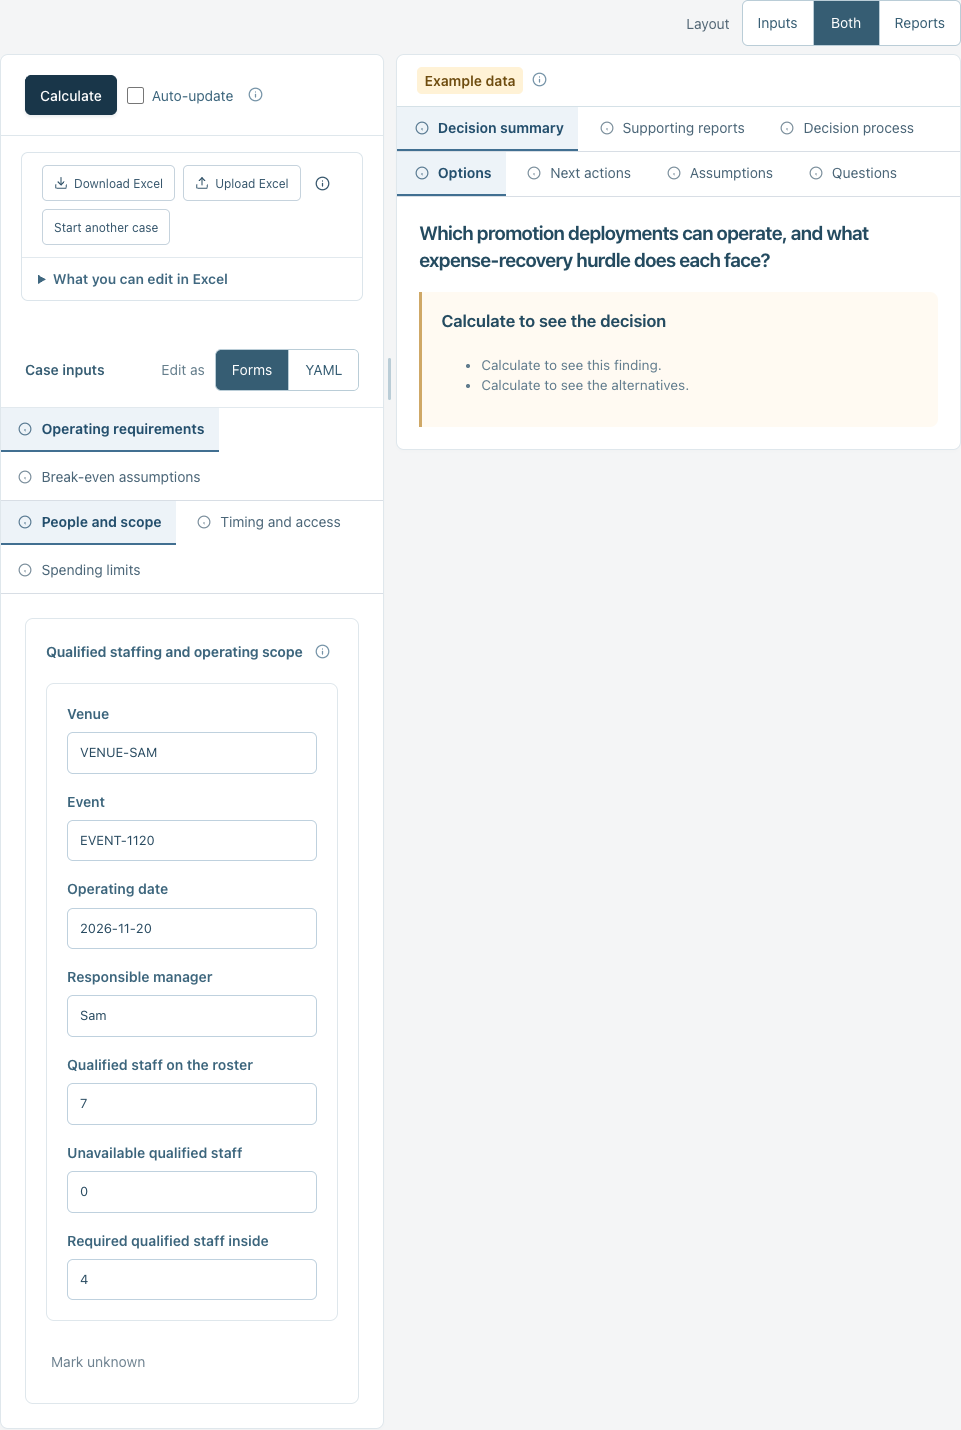 Layout
Inputs
Both
Reports
Calculate
Auto-update
Download Excel
Upload Excel
Start another case
What you can edit in Excel
Case inputs
Edit as
Forms
YAML
Operating requirements
Break-even assumptions
People and scope
Timing and access
Spending limits
Qualified staffing and operating scope
Venue
VENUE-SAM
Event
EVENT-1120
Operating date
2026-11-20
Responsible manager
Sam
Qualified staff on the roster
7
Unavailable qualified staff
0
Required qualified staff inside
4
Mark unknown
Example data
Decision summary
Supporting reports
Decision process
Options
Next actions
Assumptions
Questions
Which promotion deployments can operate, and what
expense-recovery hurdle does each face?
Calculate to see the decision
Calculate to see this finding.
Calculate to see the alternatives.